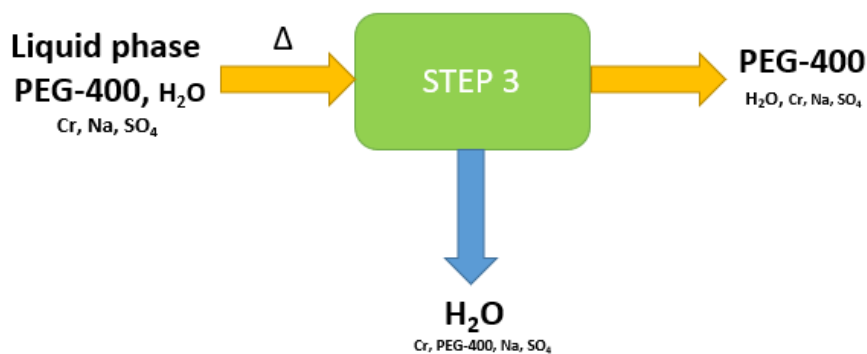 Liquid phase
PEG-400, H₂O
Cr, Na, SO₄
Δ
STEP 3
PEG-400
H₂O, Cr, Na, SO₄
H₂O
Cr, PEG-400, Na, SO₄